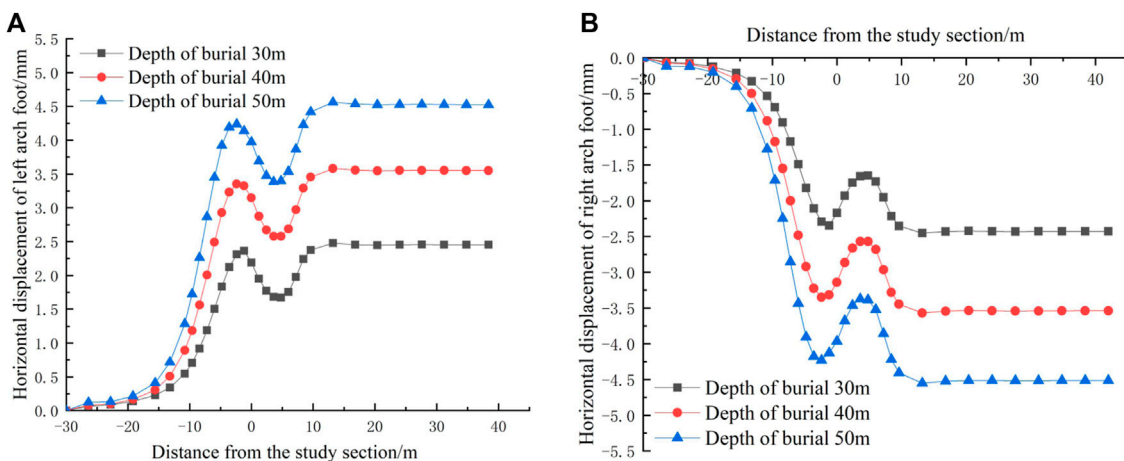 A
Horizontal displacement of left arch foot/mm
5.5
5.0
4.5
4.0
3.5
3.0
2.5
2.0
1.5
1.0
0.5
0.0
Depth of burial 30m
Depth of burial 40m
Depth of burial 50m
-30 -20 -10 0 10 20 30 40
Distance from the study section/m
B
Distance from the study section/m
Horizontal displacement of right arch foot/mm
0.0
-0.5
-1.0
-1.5
-2.0
-2.5
-3.0
-3.5
-4.0
-4.5
-5.0
-5.5
-30 -20 -10 0 10 20 30 40
Depth of burial 30m
Depth of burial 40m
Depth of burial 50m